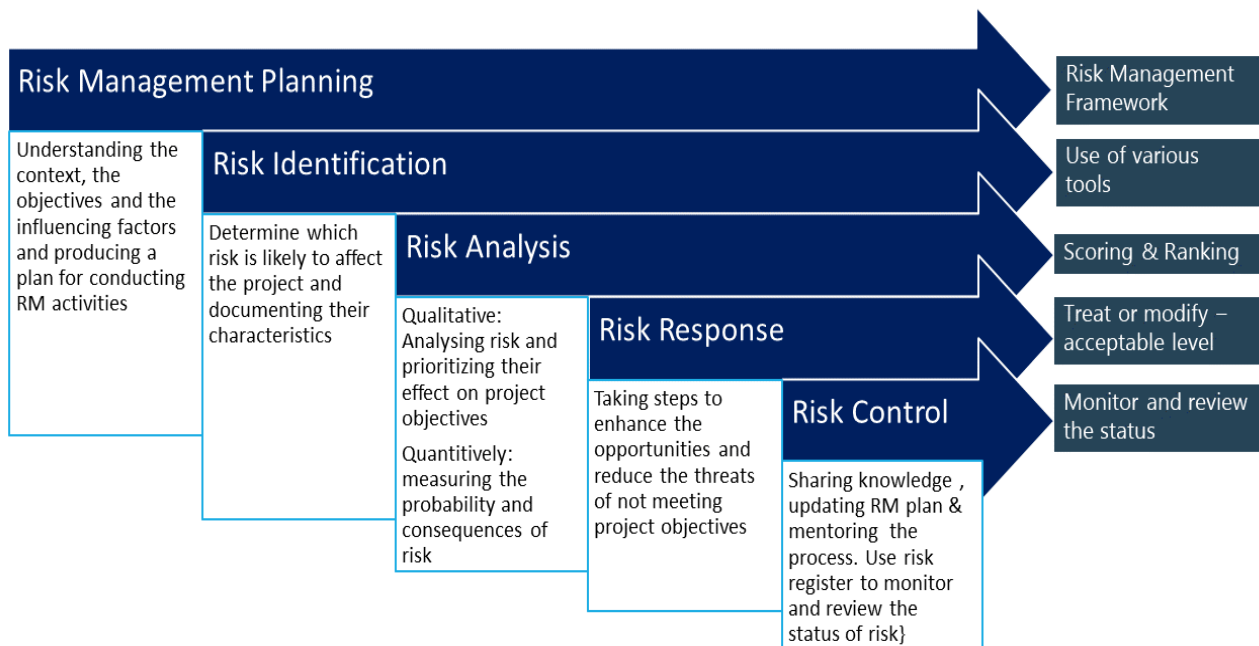 Risk Management Planning
Risk Management
Framework
Understanding the
context, the
objectives and the
influencing factors
and producing a
plan for conducting
RM activities
Risk Identification
Use of various
tools
Determine which
risk is likely to affect
the project and
documenting their
characteristics
Risk Analysis
Scoring & Ranking
Qualitative:
Analysing risk and
prioritizing their
effect on project
objectives
Quantitively:
measuring the
probability and
consequences of
risk
Risk Response
Treat or modify –
acceptable level
Taking steps to
enhance the
opportunities and
reduce the threats
of not meeting
project objectives
Risk Control
Monitor and review
the status
Sharing knowledge ,
updating RM plan &
mentoring the
process. Use risk
register to monitor
and review the
status of risk}